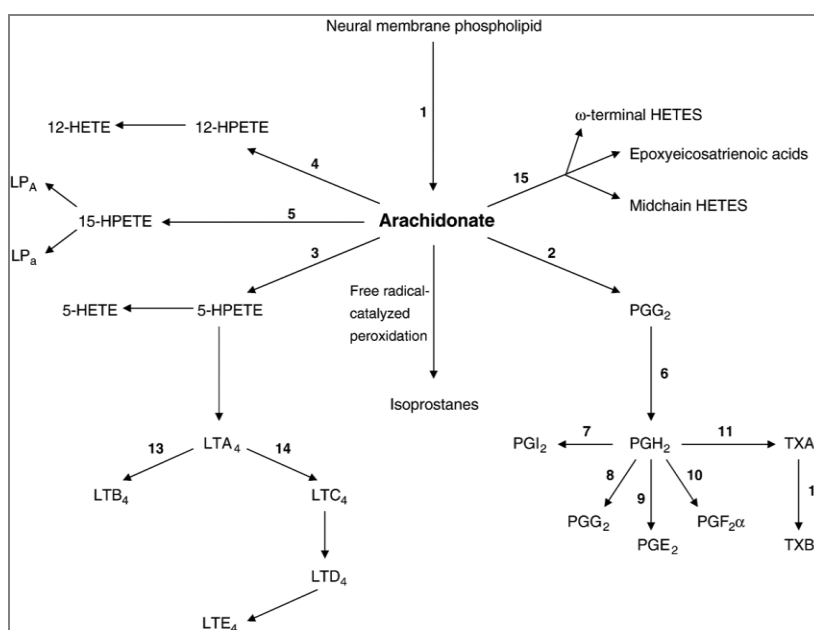 Neural membrane phospholipid
1
ω-terminal HETES
12-HETE
12-HPETE
Epoxyeicosatrienoic acids
4
15
LPA
Midchain HETES
15-HPETE
5
Arachidonate
LPa
3
2
Free radical-
catalyzed
peroxidation
5-HETE
5-HPETE
PGG2
6
Isoprostanes
13
LTA4
14
PGI2
7
PGH2
11
TXA
8
9
10
LTB4
LTC4
1
PGG2
PGE2
PGF2α
TXB
LTD4
LTE4